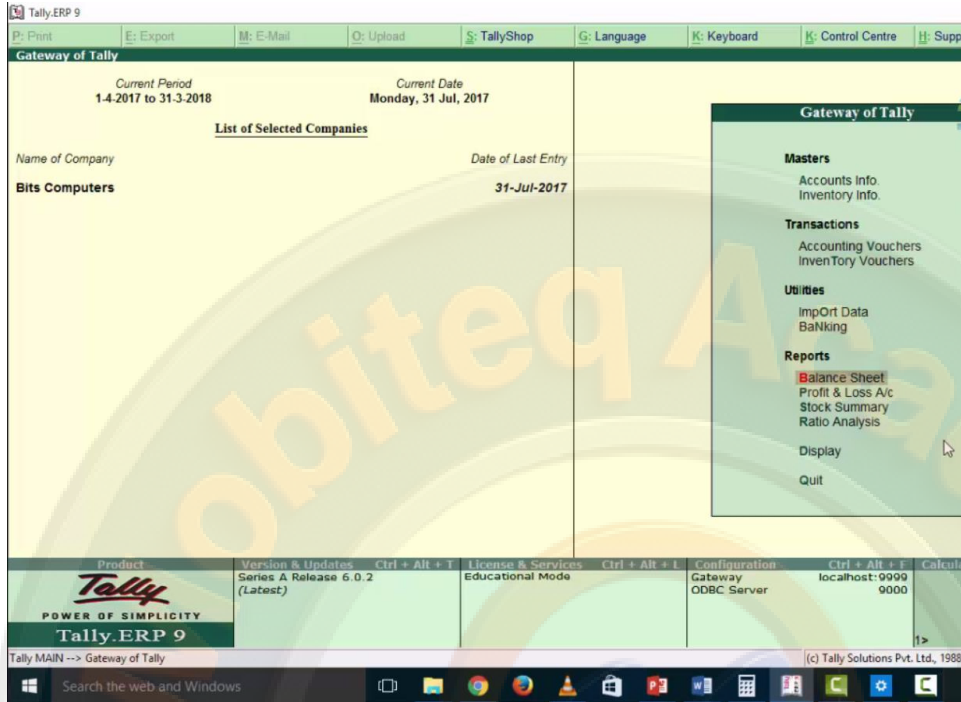 Tally.ERP 9
P: Print E: Export M: E-Mail O: Upload S: TallyShop G: Language K: Keyboard K: Control Centre H: Supp
Gateway of Tally
Current Period
1-4-2017 to 31-3-2018
Current Date
Monday, 31 Jul, 2017
List of Selected Companies
Name of Company Date of Last Entry
Bits Computers 31-Jul-2017
Gateway of Tally
Masters
Accounts Info.
Inventory Info.
Transactions
Accounting Vouchers
InvenTory Vouchers
Utilities
ImpOrt Data
BaNking
Reports
Balance Sheet
Profit & Loss A/c
Stock Summary
Ratio Analysis
Display
Quit
Product
Tally
POWER OF SIMPLICITY
Tally.ERP 9
Version & Updates Ctrl + Alt + T
Series A Release 6.0.2
(Latest)
License & Services Ctrl + Alt + L
Educational Mode
Configuration Ctrl + Alt + F
Gateway localhost:9999
ODBC Server 9000
Calcula
1>
Tally MAIN --> Gateway of Tally (c) Tally Solutions Pvt. Ltd., 1988
Search the web and Windows